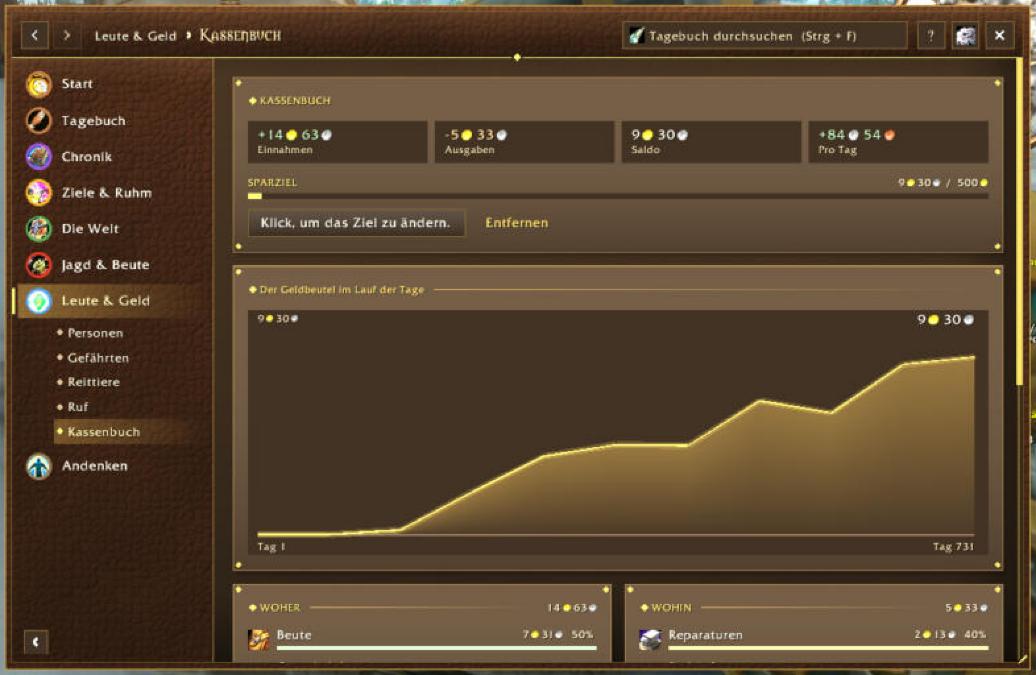 Leute & Geld
Kassenbuch
Tagebuch durchsuchen (Strg + F)
?
Start
Tagebuch
Chronik
Ziele & Ruhm
Die Welt
Jagd & Beute
Leute & Geld
Personen
Gefährten
Reittiere
Ruf
Kassenbuch
Andenken
KASSENBUCH
+14 63
Einnahmen
-5 33
Ausgaben
9 30
Saldo
+84 54
Pro Tag
SPARZIEL
9 30 / 500
Klick, um das Ziel zu ändern.
Entfernen
Der Geldbeutel im Lauf der Tage
9 30
9 30
Tag 1
Tag 731
WOHER
14 63
Beute
7 31 50%
WOHIN
5 33
Reparaturen
2 13 40%